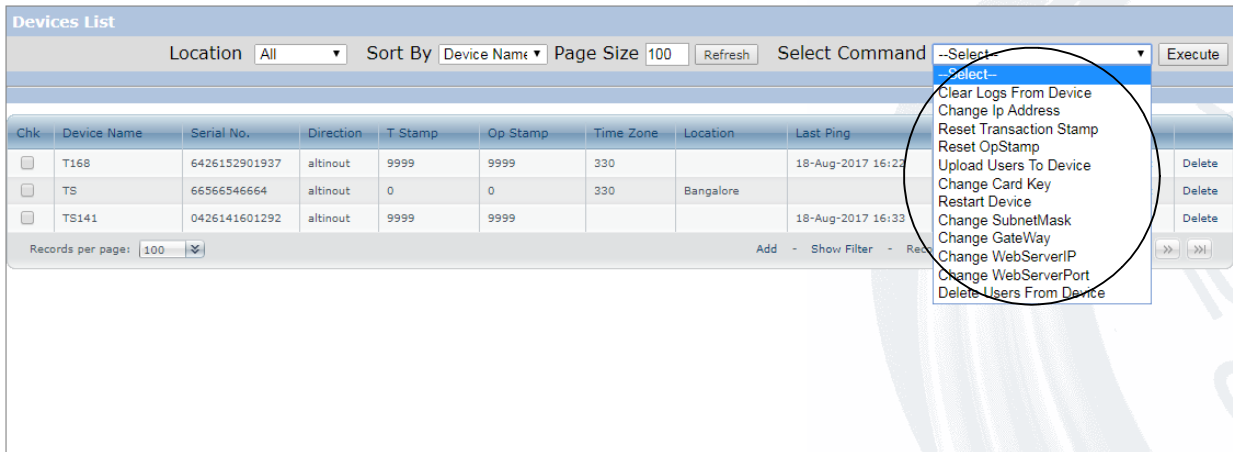 Devices List
Location All Sort By Device Name Page Size 100 Refresh Select Command --Select-- Execute
--Select--
Clear Logs From Device
Change Ip Address
Reset Transaction Stamp
Reset OpStamp
Upload Users To Device
Change Card Key
Restart Device
Change SubnetMask
Change GateWay
Change WebServerIP
Change WebServerPort
Delete Users From Device
Chk Device Name Serial No. Direction T Stamp Op Stamp Time Zone Location Last Ping
T168 6426152901937 altinout 9999 9999 330 18-Aug-2017 16:22 Delete
TS 66566546664 altinout 0 0 330 Bangalore Delete
TS141 0426141601292 altinout 9999 9999 18-Aug-2017 16:33 Delete
Records per page: 100 Add - Show Filter -